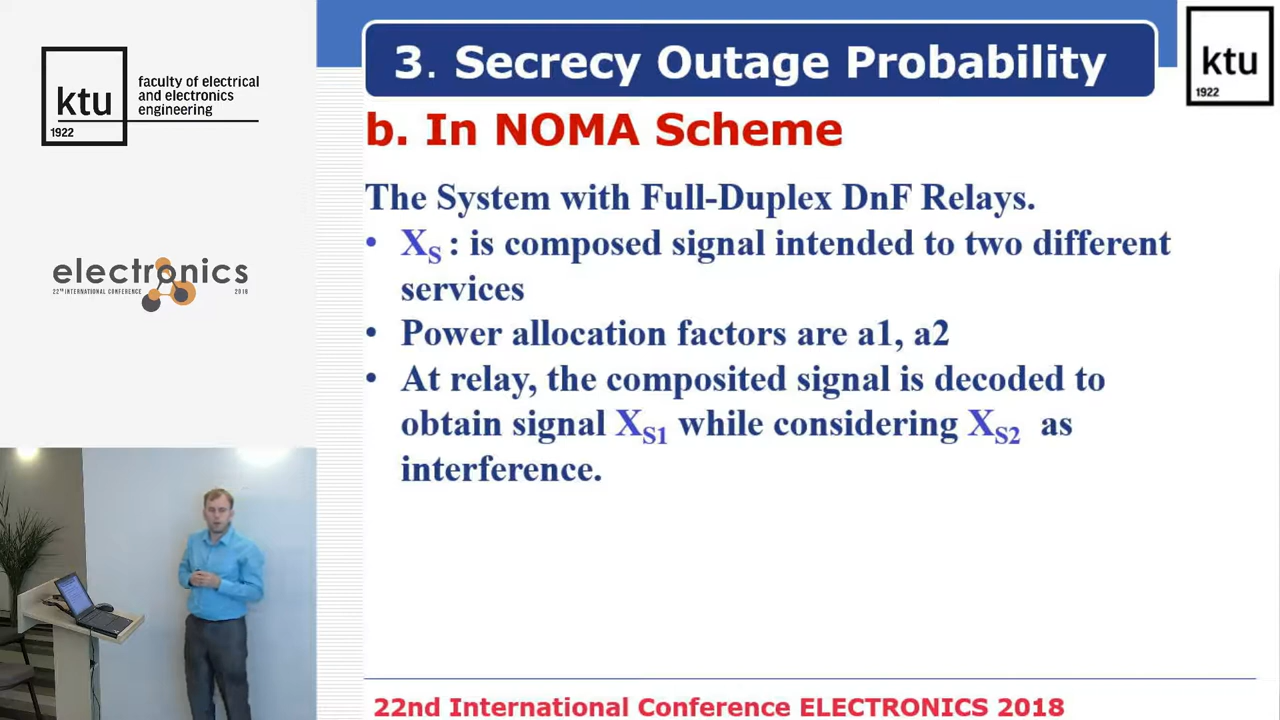 ktu
1922
faculty of electrical
and electronics
engineering
electronics
22TH INTERNATIONAL CONFERENCE 2018
3. Secrecy Outage Probability
ktu
1922
b. In NOMA Scheme
The System with Full-Duplex DnF Relays.
• XS : is composed signal intended to two different
services
• Power allocation factors are a1, a2
• At relay, the composited signal is decoded to
obtain signal XS1 while considering XS2 as
interference.
22nd International Conference ELECTRONICS 2018